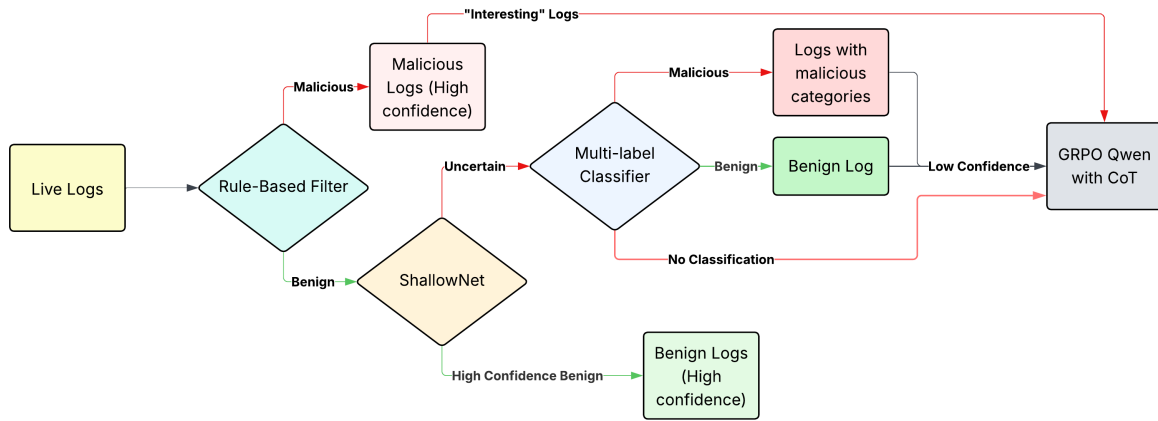 "Interesting" Logs
Malicious
Logs (High
confidence)
Logs with
malicious
categories
Malicious
Malicious
Live Logs
Rule-Based Filter
Uncertain
Multi-label
Classifier
Benign
Benign Log
Low Confidence
GRPO Qwen
with CoT
Benign
ShallowNet
No Classification
High Confidence Benign
Benign Logs
(High
confidence)